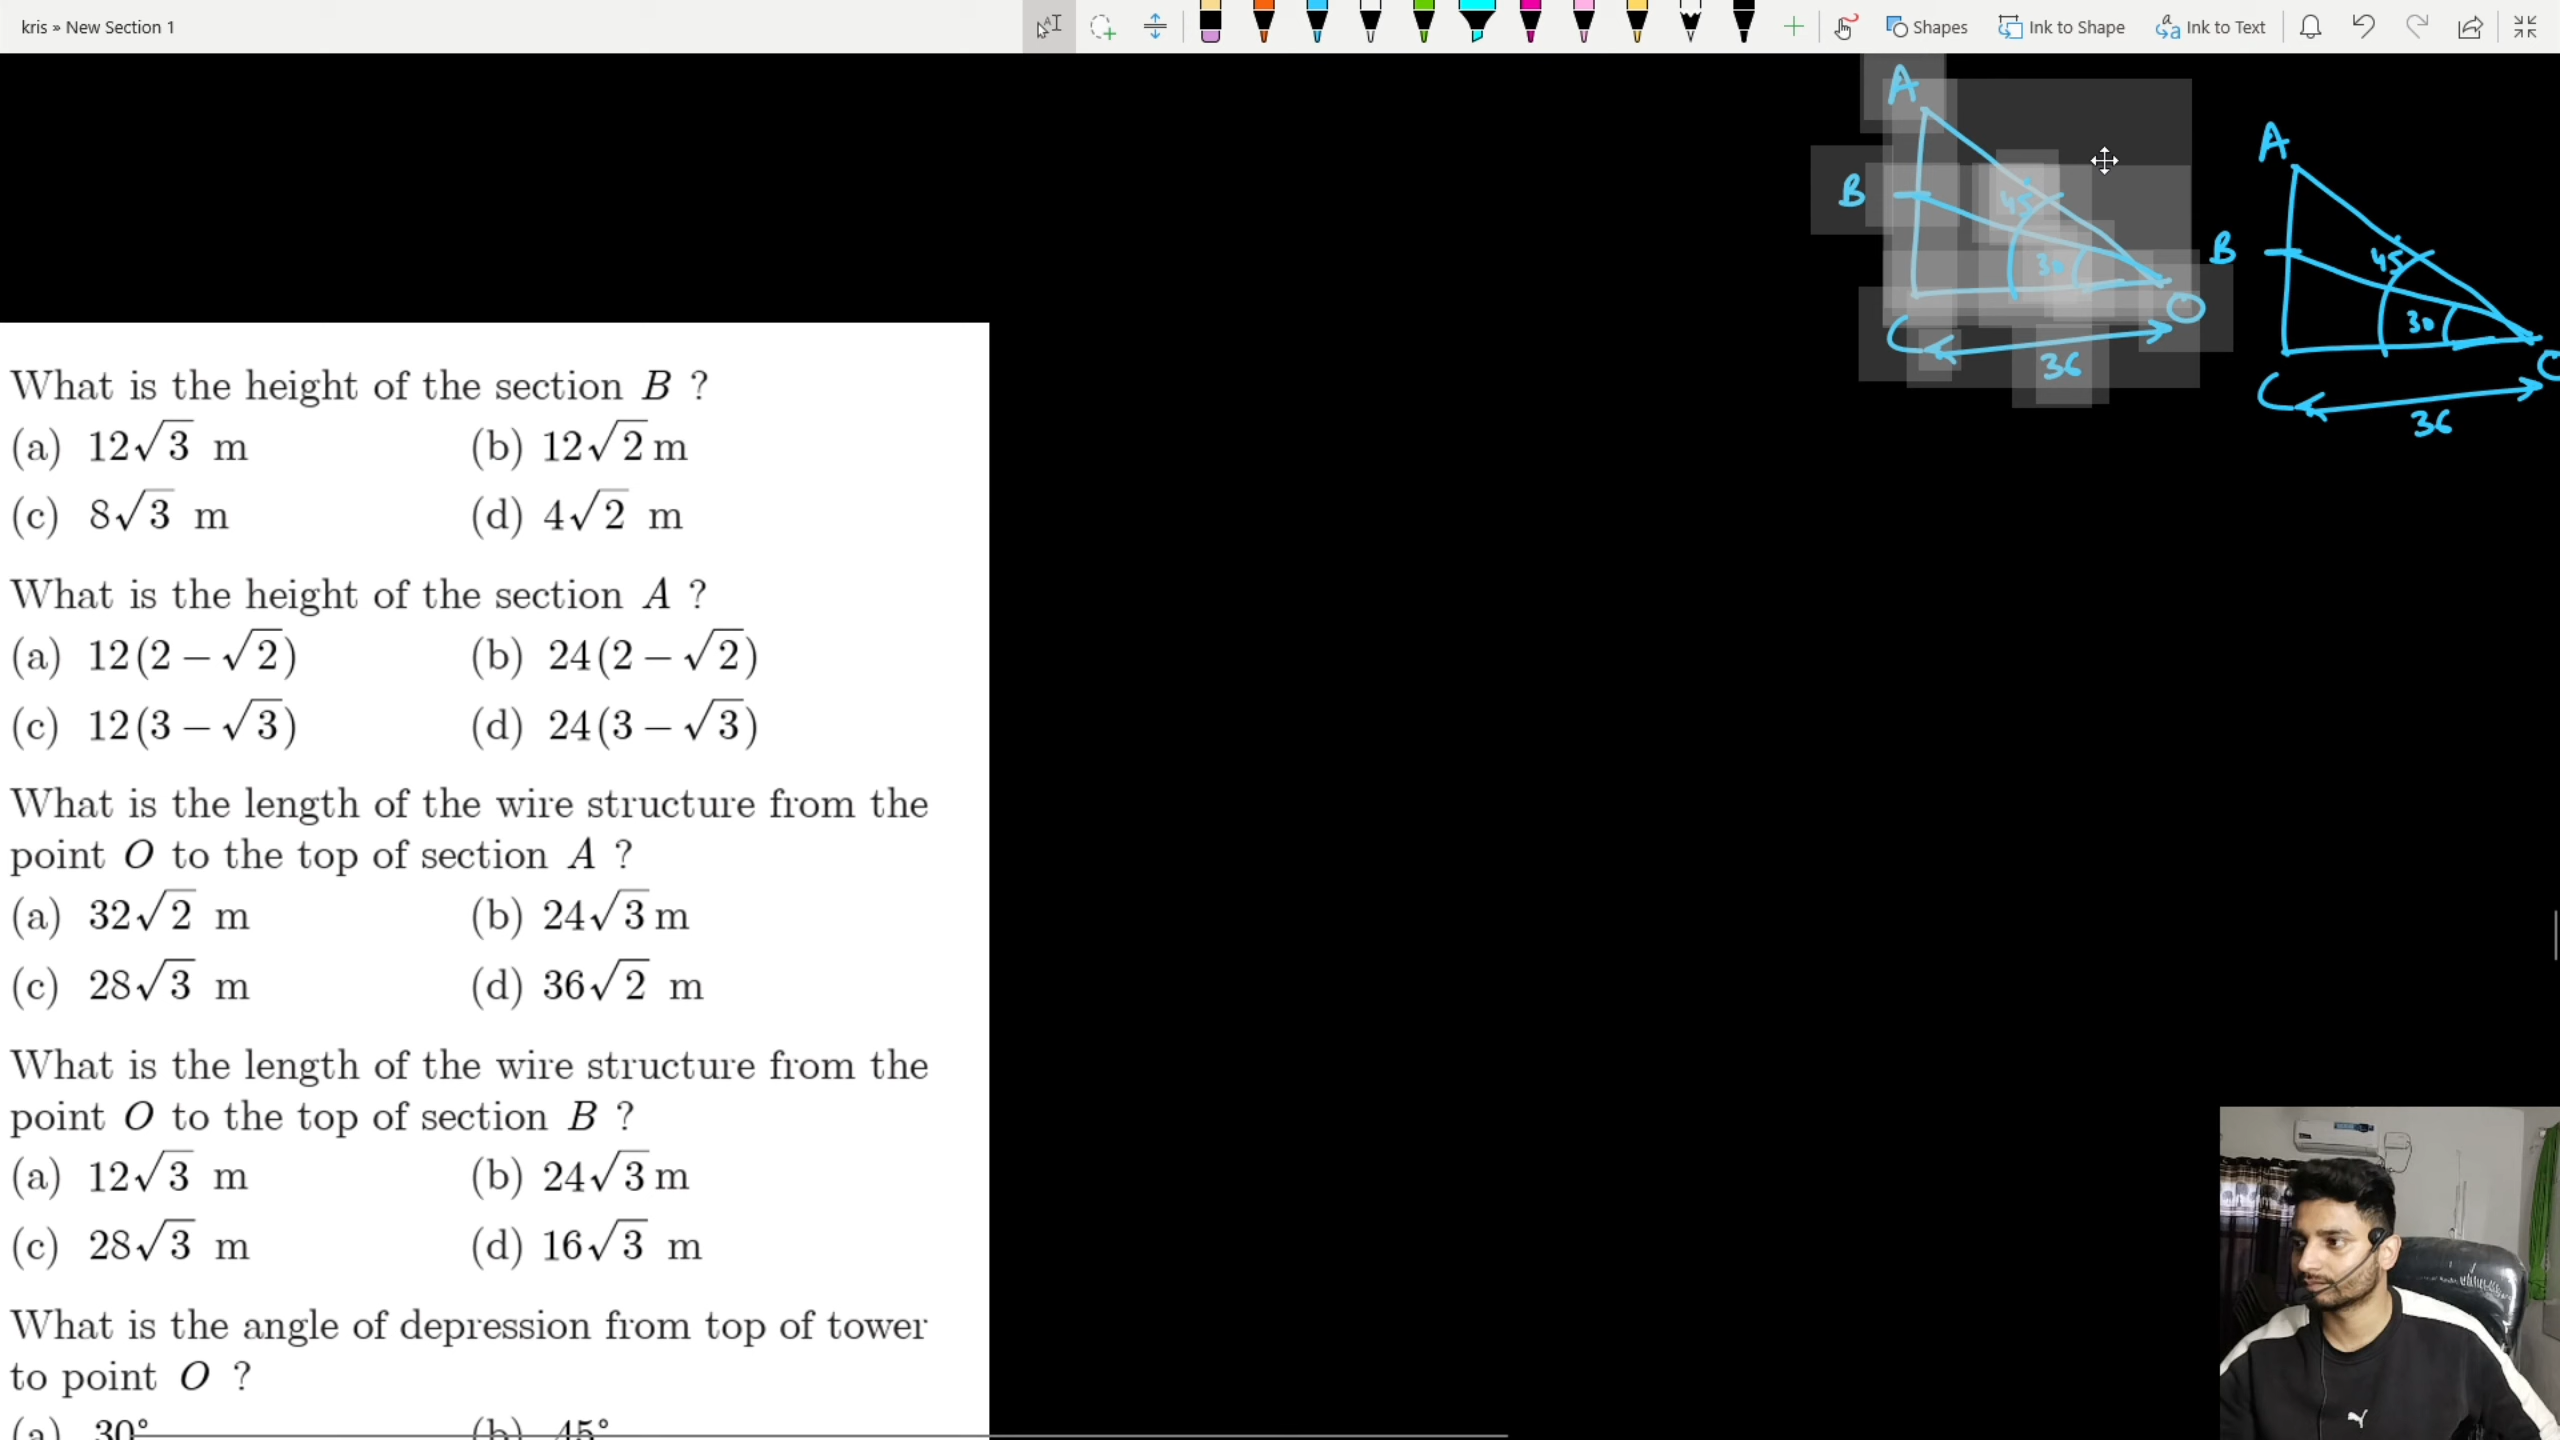 kris » New Section 1
Shapes
Ink to Shape
Ink to Text
A
B
45
30
C
O
36
A
B
45
30
C
36
What is the height of the section B ?
(a) 12√3 m (b) 12√2 m
(c) 8√3 m (d) 4√2 m
What is the height of the section A ?
(a) 12(2 − √2) (b) 24(2 − √2)
(c) 12(3 − √3) (d) 24(3 − √3)
What is the length of the wire structure from the
point O to the top of section A ?
(a) 32√2 m (b) 24√3 m
(c) 28√3 m (d) 36√2 m
What is the length of the wire structure from the
point O to the top of section B ?
(a) 12√3 m (b) 24√3 m
(c) 28√3 m (d) 16√3 m
What is the angle of depression from top of tower
to point O ?
(a) 30° (b) 45°